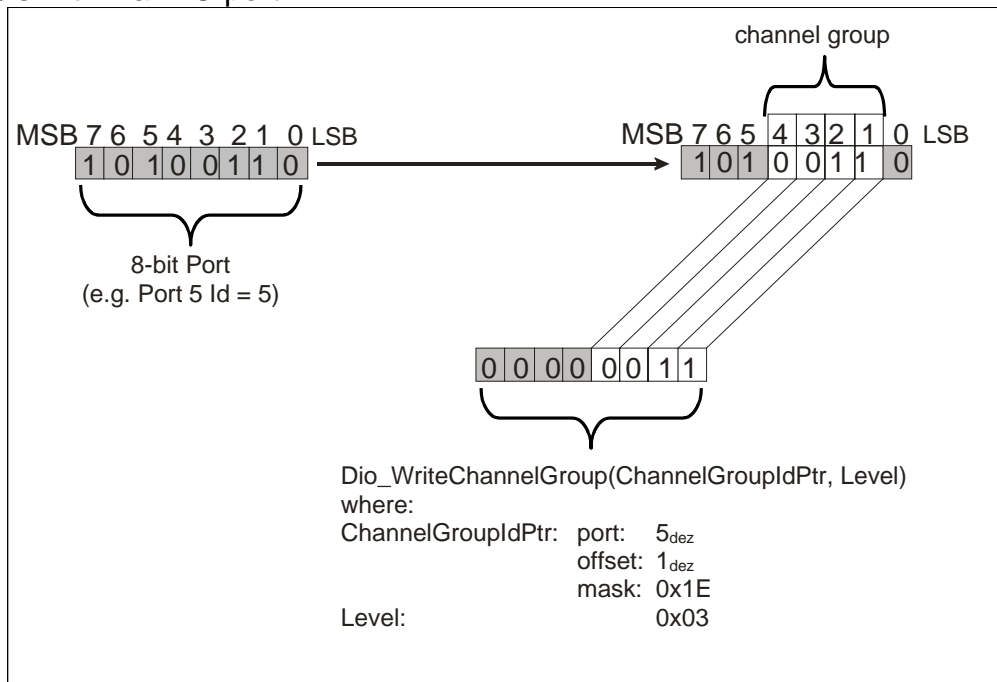 channel group
MSB 7 6 5 4 3 2 1 0 LSB
1 0 1 0 0 1 1 0
MSB 7 6 5 4 3 2 1 0 LSB
1 0 1 0 0 1 1 0
8-bit Port
(e.g. Port 5 Id = 5)
0 0 0 0 0 0 1 1
Dio_WriteChannelGroup(ChannelGroupIdPtr, Level)
where:
ChannelGroupIdPtr: port: 5dez
offset: 1dez
mask: 0x1E
Level: 0x03